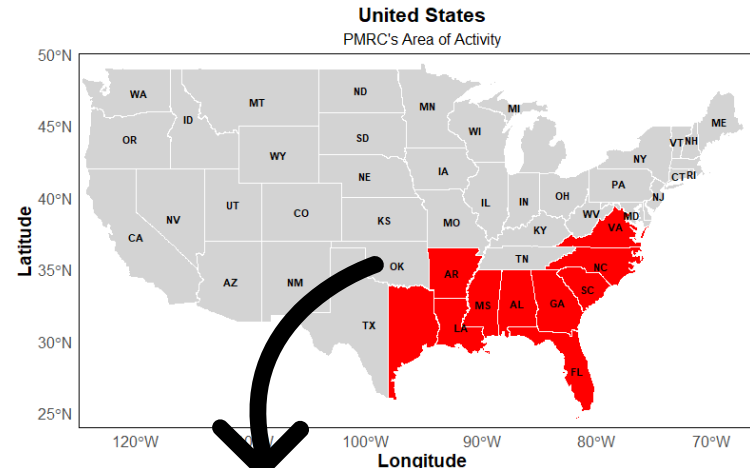 United States
PMRC's Area of Activity
50°N
45°N
40°N
35°N
30°N
25°N
Latitude
WA
MT
ND
MN
MI
ME
ID
OR
SD
WI
VT
NH
WY
NY
IA
CT
RI
NE
PA
NJ
NV
UT
CO
IL
IN
OH
MD
WV
VA
KS
MO
KY
CA
TN
NC
OK
AR
AZ
NM
SC
MS
AL
GA
TX
LA
FL
120°W
100°W
90°W
80°W
70°W
Longitude